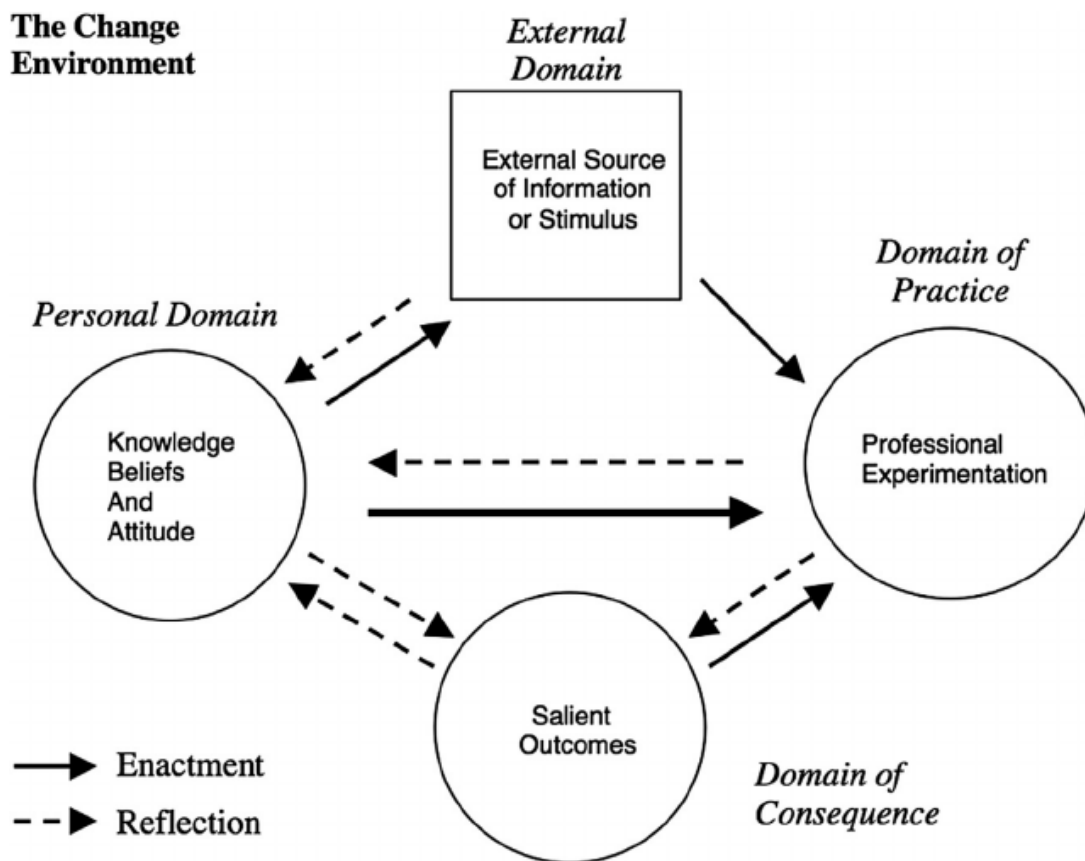 The Change
Environment
External
Domain
External Source
of Information
or Stimulus
Domain of
Practice
Personal Domain
Knowledge
Beliefs
And
Attitude
Professional
Experimentation
Salient
Outcomes
Enactment
Reflection
Domain of
Consequence